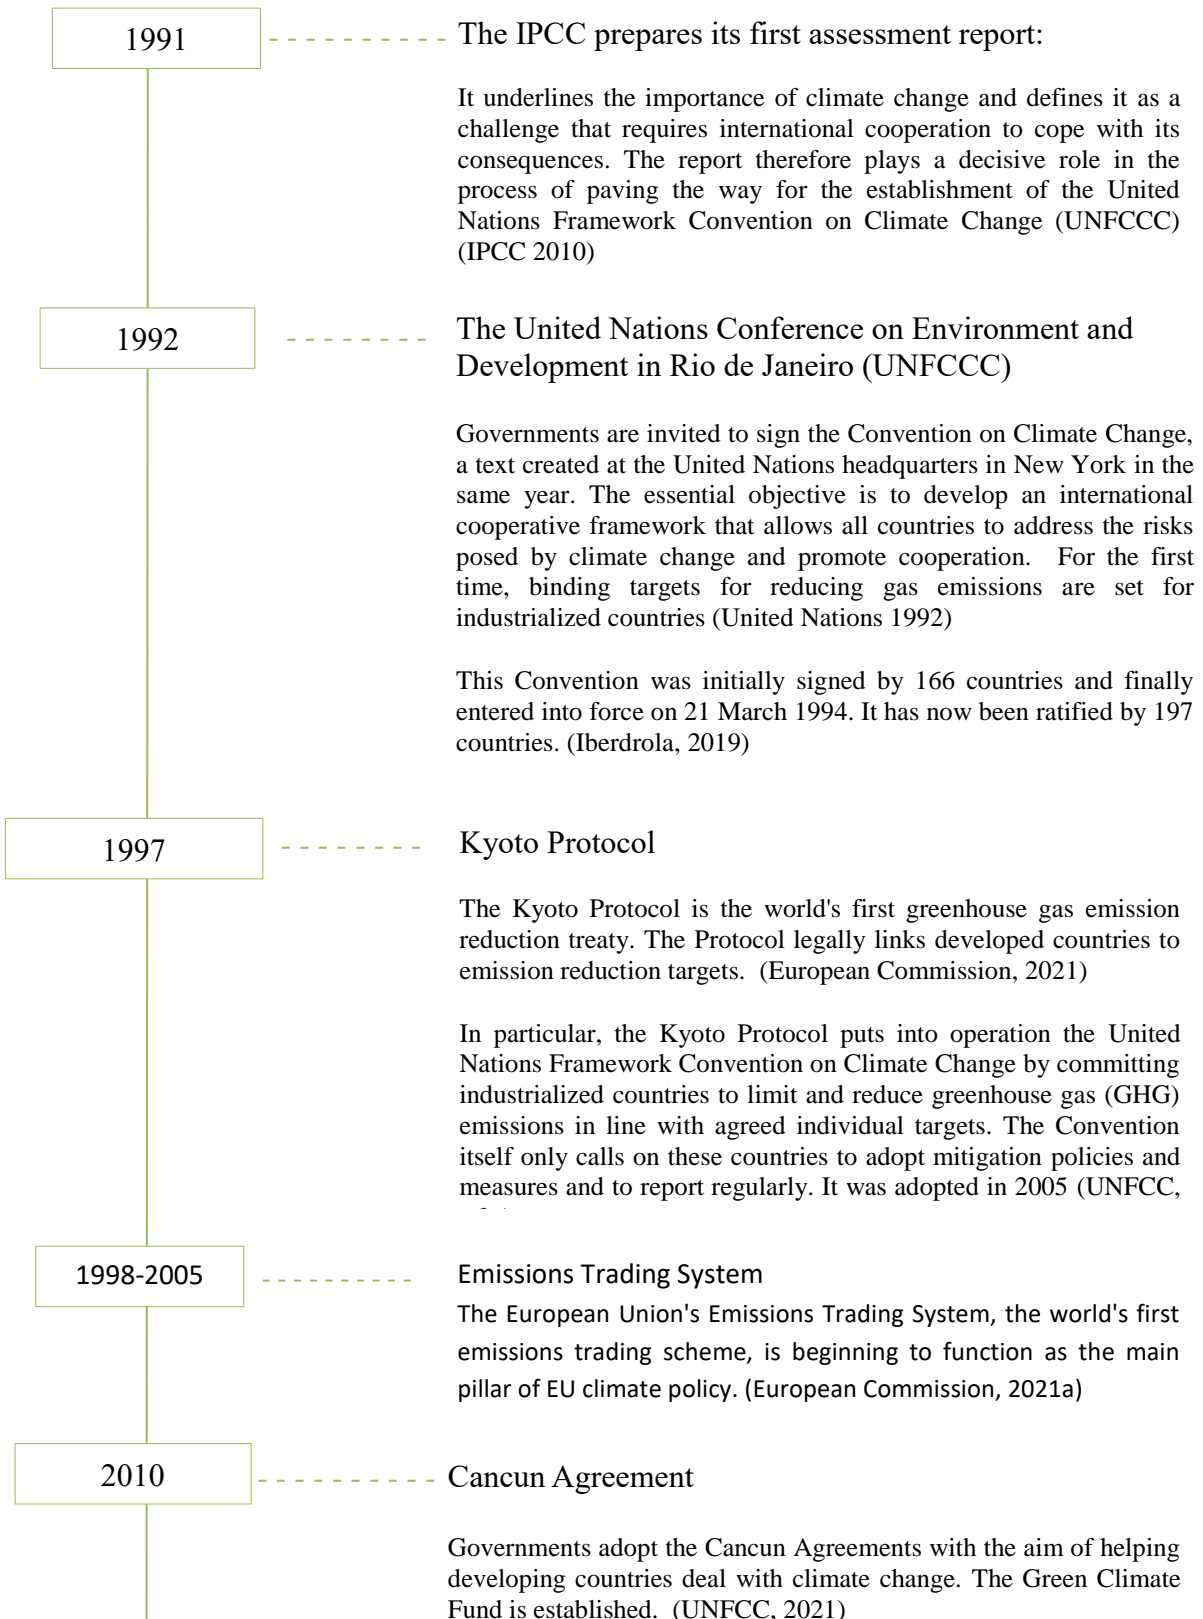 1991
The IPCC prepares its first assessment report:
It underlines the importance of climate change and defines it as a
challenge that requires international cooperation to cope with its
consequences. The report therefore plays a decisive role in the
process of paving the way for the establishment of the United
Nations Framework Convention on Climate Change (UNFCCC)
(IPCC 2010)
1992
The United Nations Conference on Environment and
Development in Rio de Janeiro (UNFCCC)
Governments are invited to sign the Convention on Climate Change,
a text created at the United Nations headquarters in New York in the
same year. The essential objective is to develop an international
cooperative framework that allows all countries to address the risks
posed by climate change and promote cooperation. For the first
time, binding targets for reducing gas emissions are set for
industrialized countries (United Nations 1992)
This Convention was initially signed by 166 countries and finally
entered into force on 21 March 1994. It has now been ratified by 197
countries. (Iberdrola, 2019)
1997
Kyoto Protocol
The Kyoto Protocol is the world's first greenhouse gas emission
reduction treaty. The Protocol legally links developed countries to
emission reduction targets. (European Commission, 2021)
In particular, the Kyoto Protocol puts into operation the United
Nations Framework Convention on Climate Change by committing
industrialized countries to limit and reduce greenhouse gas (GHG)
emissions in line with agreed individual targets. The Convention
itself only calls on these countries to adopt mitigation policies and
measures and to report regularly. It was adopted in 2005 (UNFCC,
1998-2005
Emissions Trading System
The European Union's Emissions Trading System, the world's first
emissions trading scheme, is beginning to function as the main
pillar of EU climate policy. (European Commission, 2021a)
2010
Cancun Agreement
Governments adopt the Cancun Agreements with the aim of helping
developing countries deal with climate change. The Green Climate
Fund is established. (UNFCC, 2021)